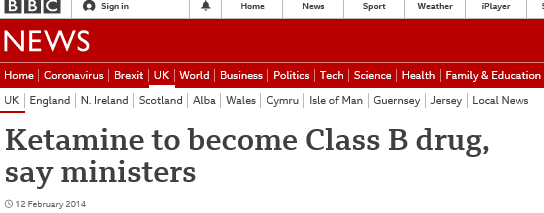 BBC Sign in Home News Sport Weather iPlayer
NEWS
Home Coronavirus Brexit UK World Business Politics Tech Science Health Family & Education
UK England N. Ireland Scotland Alba Wales Cymru Isle of Man Guernsey Jersey Local News
Ketamine to become Class B drug,
say ministers
12 February 2014